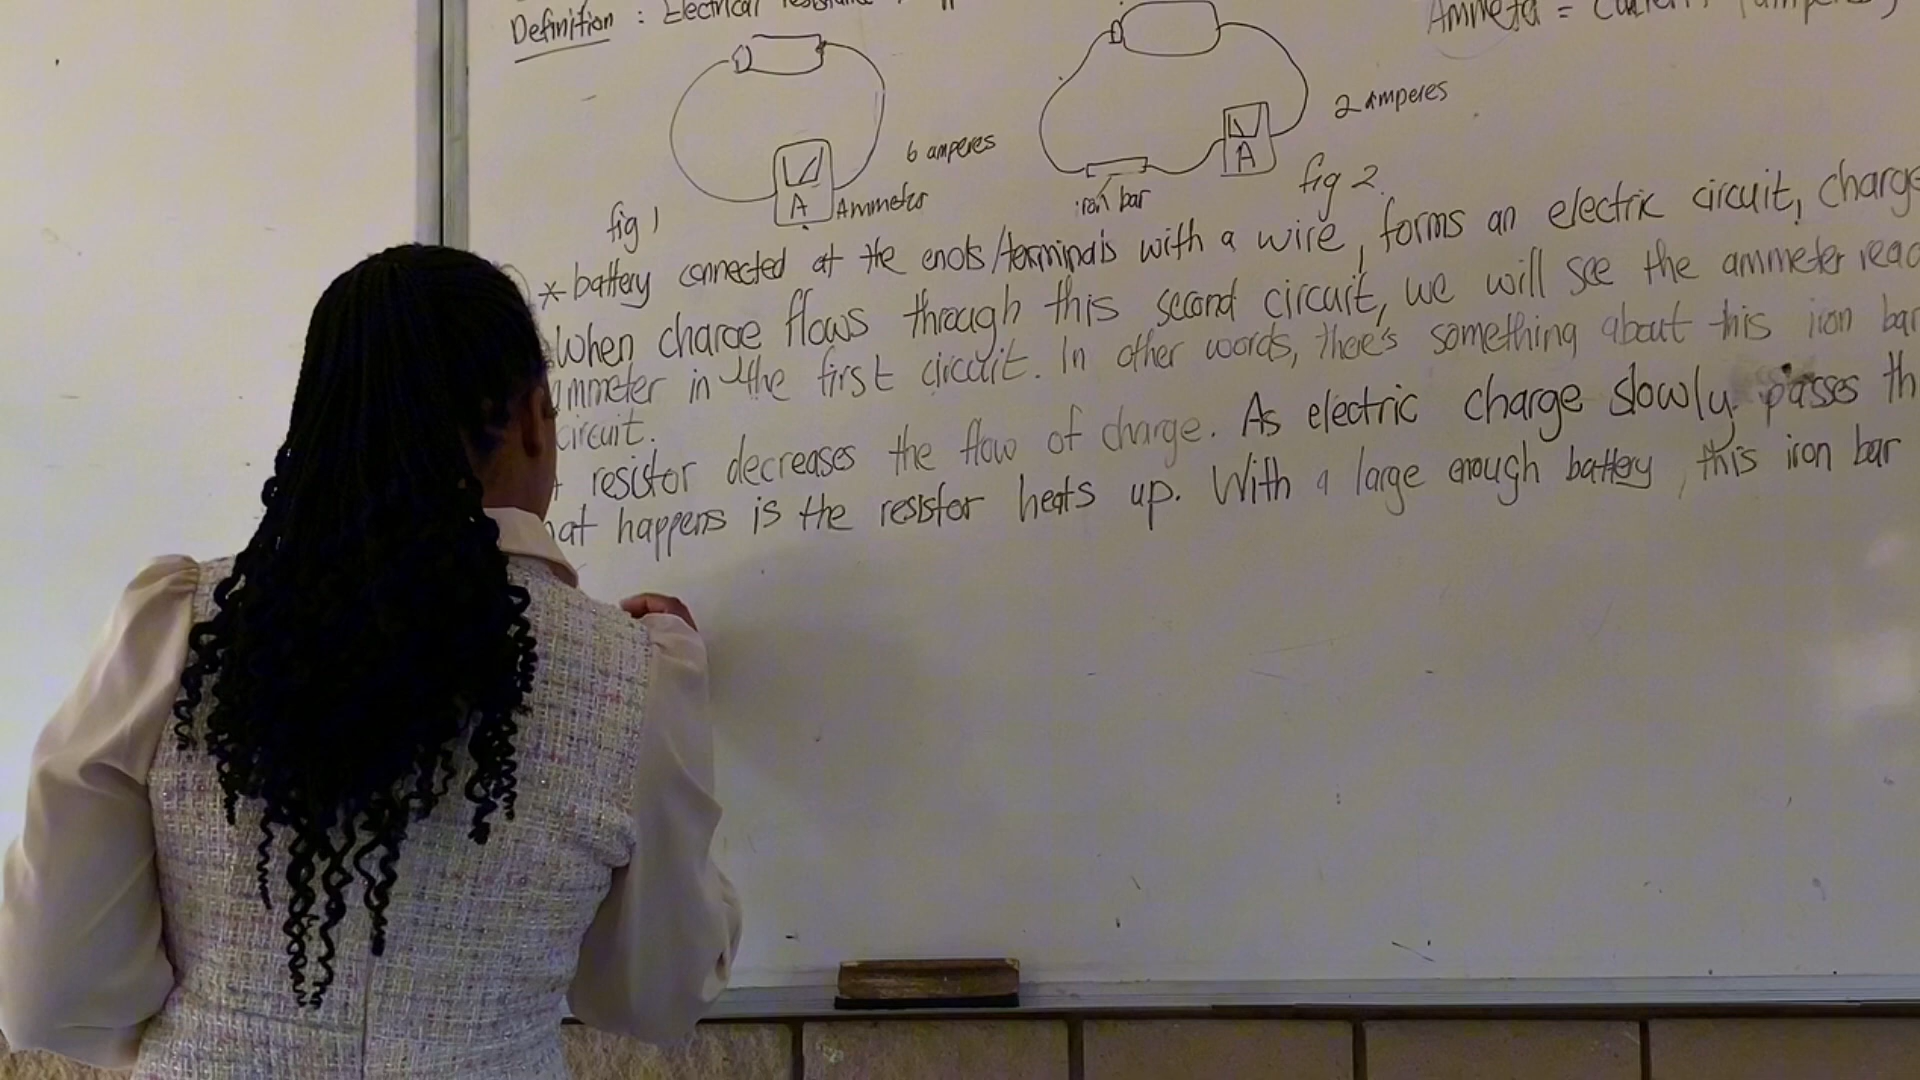 Definition : Electrical resistance
Ammeter = Current (amperes)
6 amperes
A Ammeter
fig 1
2 amperes
A
iron bar
fig 2.
* battery connected at the ends/terminals with a wire, forms an electric circuit, charge
When charge flows through this second circuit, we will see the ammeter read
ammeter in the first circuit. In other words, there's something about this iron bar
circuit.
resistor decreases the flow of charge. As electric charge slowly passes th
hat happens is the resistor heats up. With a large enough battery, this iron bar